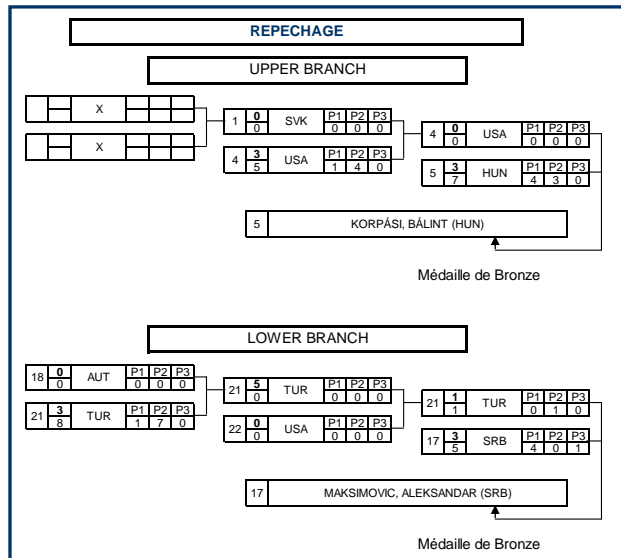 REPECHAGE
UPPER BRANCH
X
X
1 0 SVK P1 P2 P3
0 0 0 0
4 3 USA P1 P2 P3
5 1 4 0
4 0 USA P1 P2 P3
0 0 0 0
5 3 HUN P1 P2 P3
7 4 3 0
5 KORPÁSI, BÁLINT (HUN)
Médaille de Bronze
LOWER BRANCH
18 0 AUT P1 P2 P3
0 0 0 0
21 3 TUR P1 P2 P3
8 1 7 0
21 5 TUR P1 P2 P3
0 0 0 0
22 0 USA P1 P2 P3
0 0 0 0
21 1 TUR P1 P2 P3
1 0 1 0
17 3 SRB P1 P2 P3
5 4 0 1
17 MAKSIMOVIC, ALEKSANDAR (SRB)
Médaille de Bronze